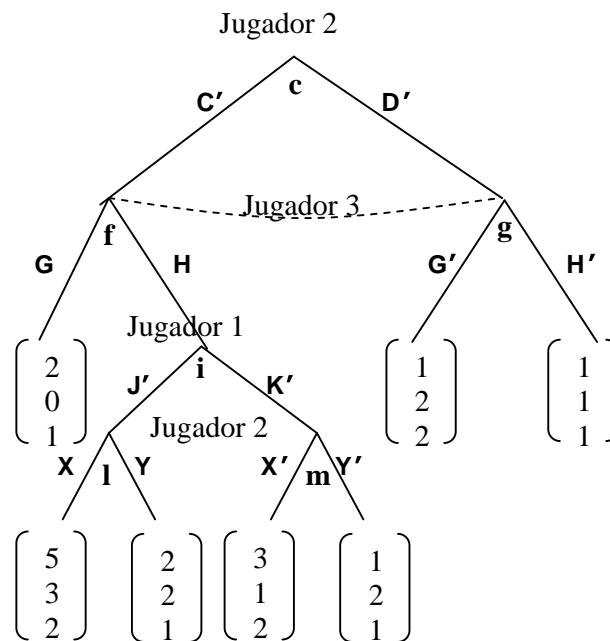 Jugador 2
c
C′ D′
Jugador 3
f g
G H G′ H′
Jugador 1
i
2 0 1
1 2 2
1 1 1
J′ K′
Jugador 2
X l Y X′ m Y′
5 3 2
2 2 1
3 1 2
1 2 1